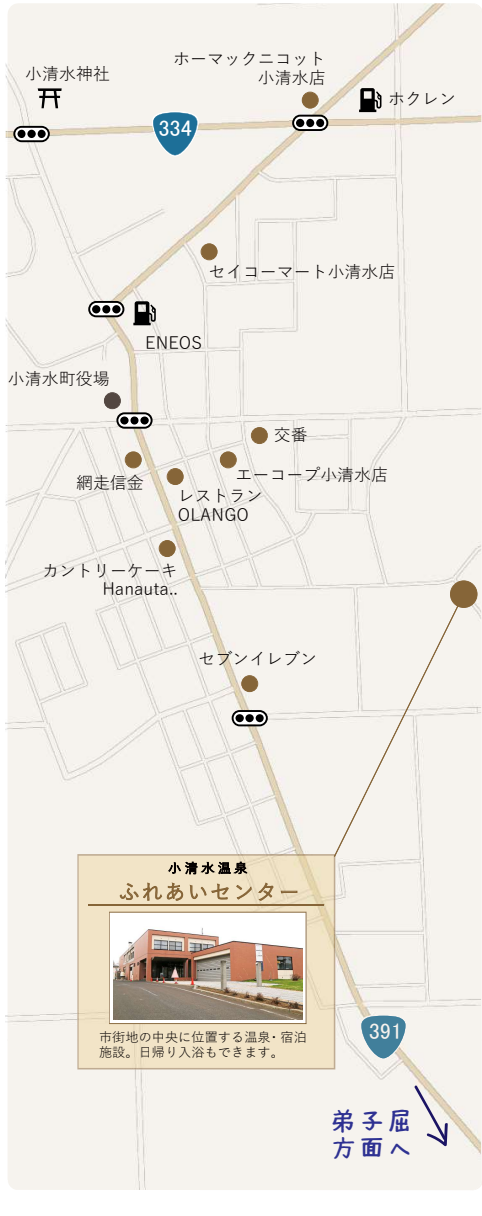 ホーマックニコット
小清水店
小清水神社
ホクレン
334
セイコーマート小清水店
ENEOS
小清水町役場
交番
エーコープ小清水店
網走信金
レストラン
OLANGO
カントリーケーキ
Hanauta..
セブンイレブン
小清水温泉
ふれあいセンター
市街地の中央に位置する温泉・宿泊
施設。日帰り入浴もできます。
391
弟子屈
方面へ